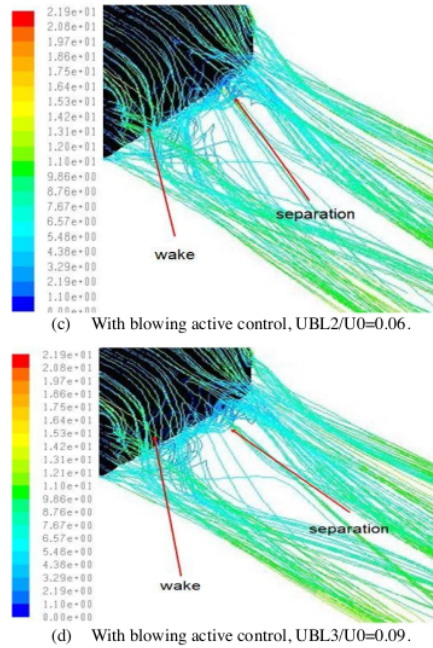 2.19e+01
2.08e+01
1.97e+01
1.86e+01
1.75e+01
1.64e+01
1.53e+01
1.42e+01
1.31e+01
1.20e+01
1.10e+01
9.86e+00
8.76e+00
7.67e+00
6.57e+00
5.48e+00
4.38e+00
3.29e+00
2.19e+00
1.10e+00
0.00e+00
separation
wake
(c) With blowing active control, UBL2/U0=0.06.
2.19e+01
2.08e+01
1.97e+01
1.86e+01
1.75e+01
1.64e+01
1.53e+01
1.42e+01
1.31e+01
1.21e+01
1.10e+01
9.86e+00
8.76e+00
7.67e+00
6.57e+00
5.48e+00
4.38e+00
3.29e+00
2.19e+00
1.10e+00
0.00e+00
separation
wake
(d) With blowing active control, UBL3/U0=0.09.